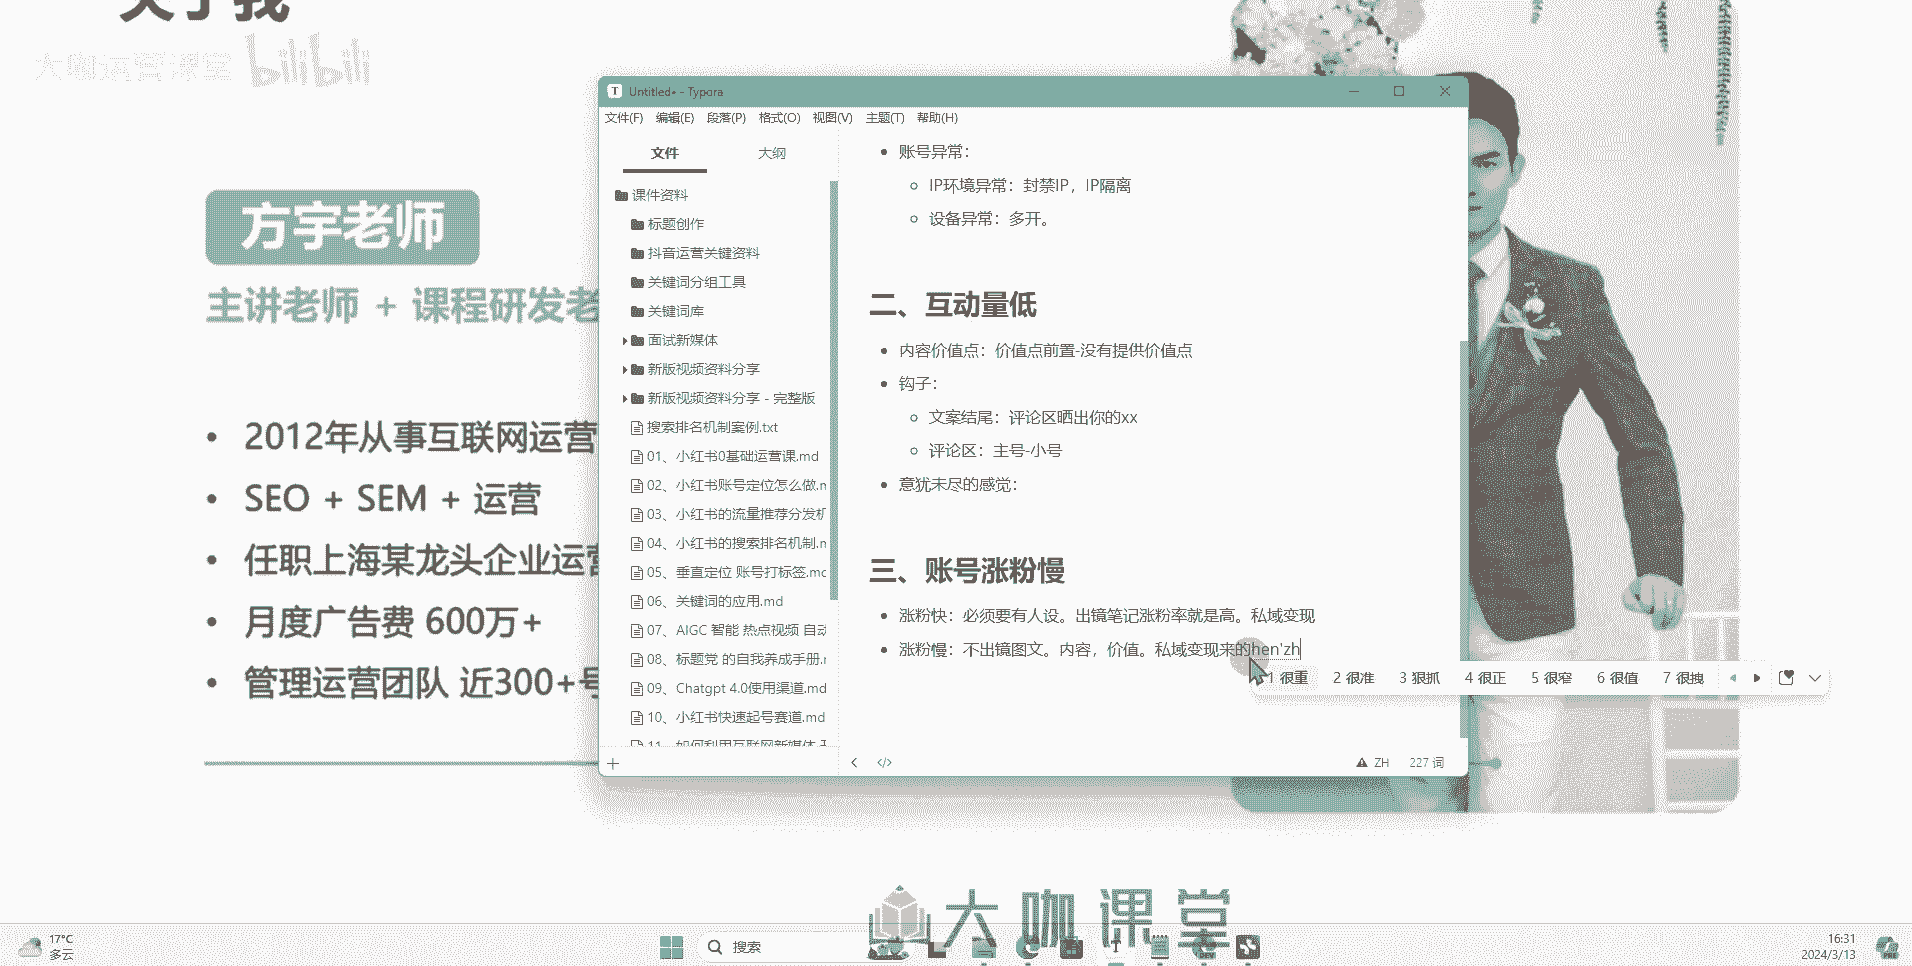 关于我
大咖运营课堂 bilibili
方宇老师
主讲老师 + 课程研发老
2012年从事互联网运营
SEO + SEM + 运营
任职上海某龙头企业运营
月度广告费 600万+
管理运营团队 近300+号
Untitled• - Typora
文件(F) 编辑(E) 段落(P) 格式(O) 视图(V) 主题(T) 帮助(H)
文件 大纲
课件资料
标题创作
抖音运营关键资料
关键词分组工具
关键词库
面试新媒体
新版视频资料分享
新版视频资料分享 - 完整版
搜索排名机制案例.txt
01、小红书0基础运营课.md
02、小红书账号定位怎么做.m
03、小红书的流量推荐分发机
04、小红书的搜索排名机制.m
05、垂直定位 账号打标签.md
06、关键词的应用.md
07、AIGC 智能 热点视频 自动
08、标题党 的自我养成手册.m
09、Chatgpt 4.0使用渠道.md
10、小红书快速起号赛道.md
11、如何利用互联网新媒体
账号异常：
IP环境异常：封禁IP，IP隔离
设备异常：多开。
二、互动量低
内容价值点：价值点前置-没有提供价值点
钩子：
文案结尾：评论区晒出你的xx
评论区：主号-小号
意犹未尽的感觉：
三、账号涨粉慢
涨粉快：必须要有人设。出镜笔记涨粉率就是高。私域变现
涨粉慢：不出镜图文。内容，价值。私域变现来的hen'zh
1 很重 2 很准 3 狠抓 4 很正 5 很窄 6 很值 7 很拽
ZH 227 词
大咖课堂
17°C
多云
搜索
16:31
2024/3/13